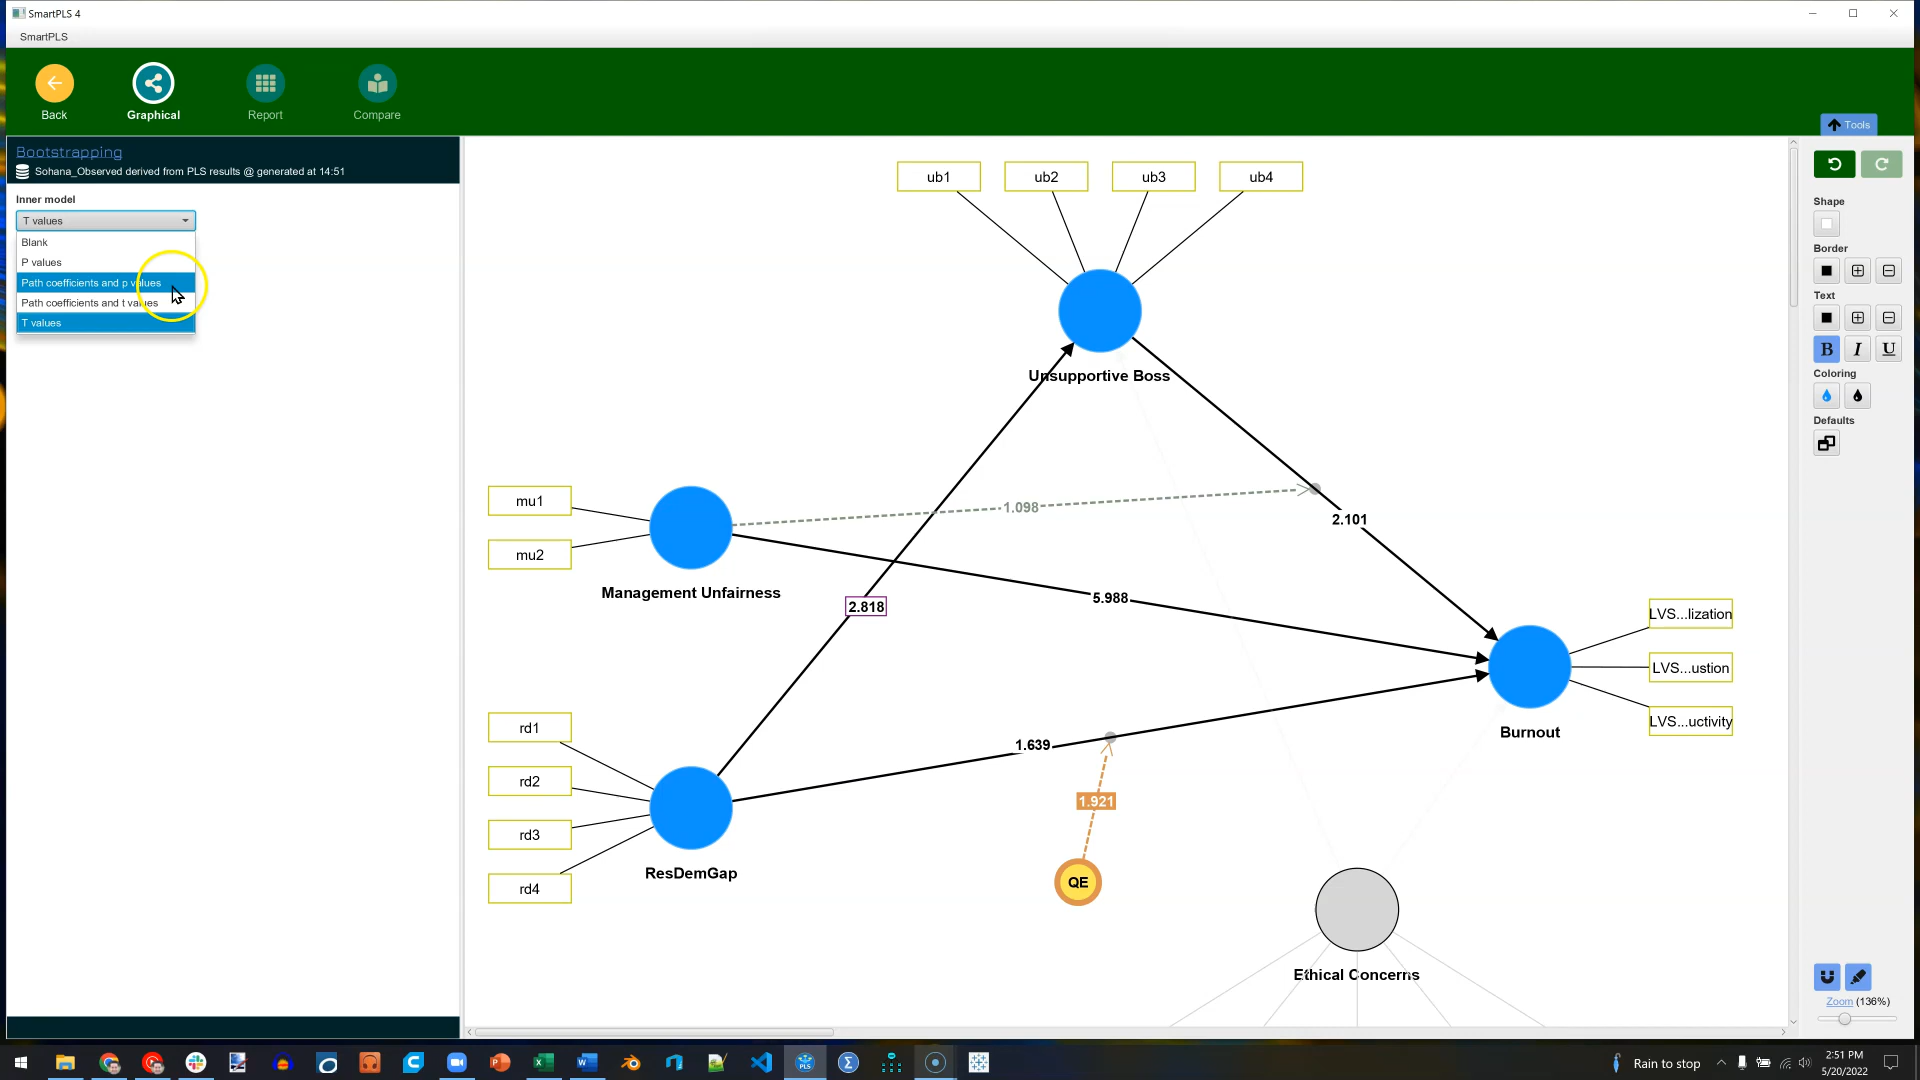 SmartPLS 4
SmartPLS
Back
Graphical
Report
Compare
Tools
Bootstrapping
Sohana_Observed derived from PLS results @ generated at 14:51
Inner model
T values
Blank
P values
Path coefficients and p values
Path coefficients and t values
T values
ub1 ub2 ub3 ub4
Unsupportive Boss
mu1
mu2
Management Unfairness
1.098
2.101
5.988
2.818
LVS...lization
LVS...ustion
LVS...uctivity
Burnout
rd1
rd2
rd3
rd4
ResDemGap
1.639
1.921
QE
Ethical Concerns
Shape
Border
Text
B I U
Coloring
Defaults
Zoom (136%)
PLS
Rain to stop
2:51 PM
5/20/2022